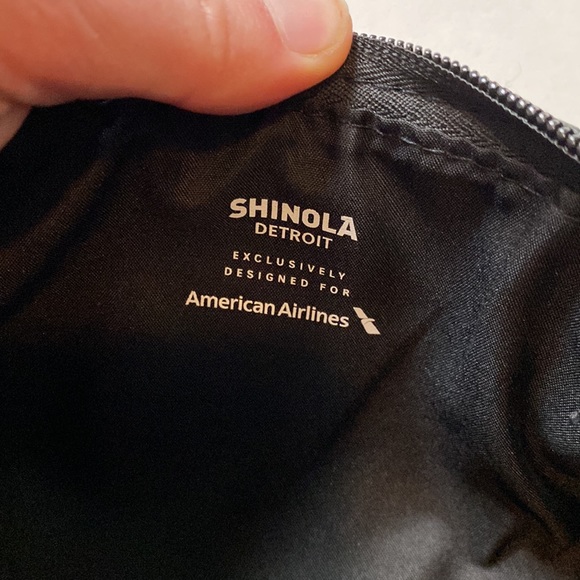 SHINOLA
DETROIT
EXCLUSIVELY
DESIGNED FOR
American Airlines